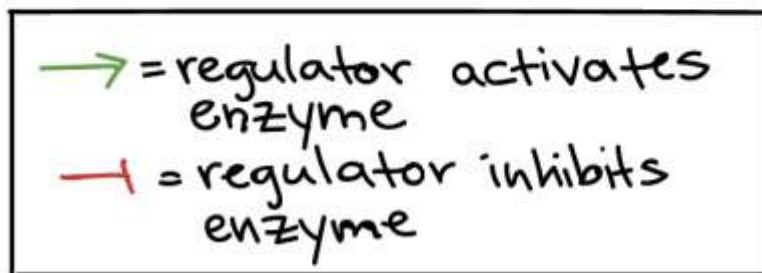 = regulator activates
enzyme
= regulator inhibits
enzyme